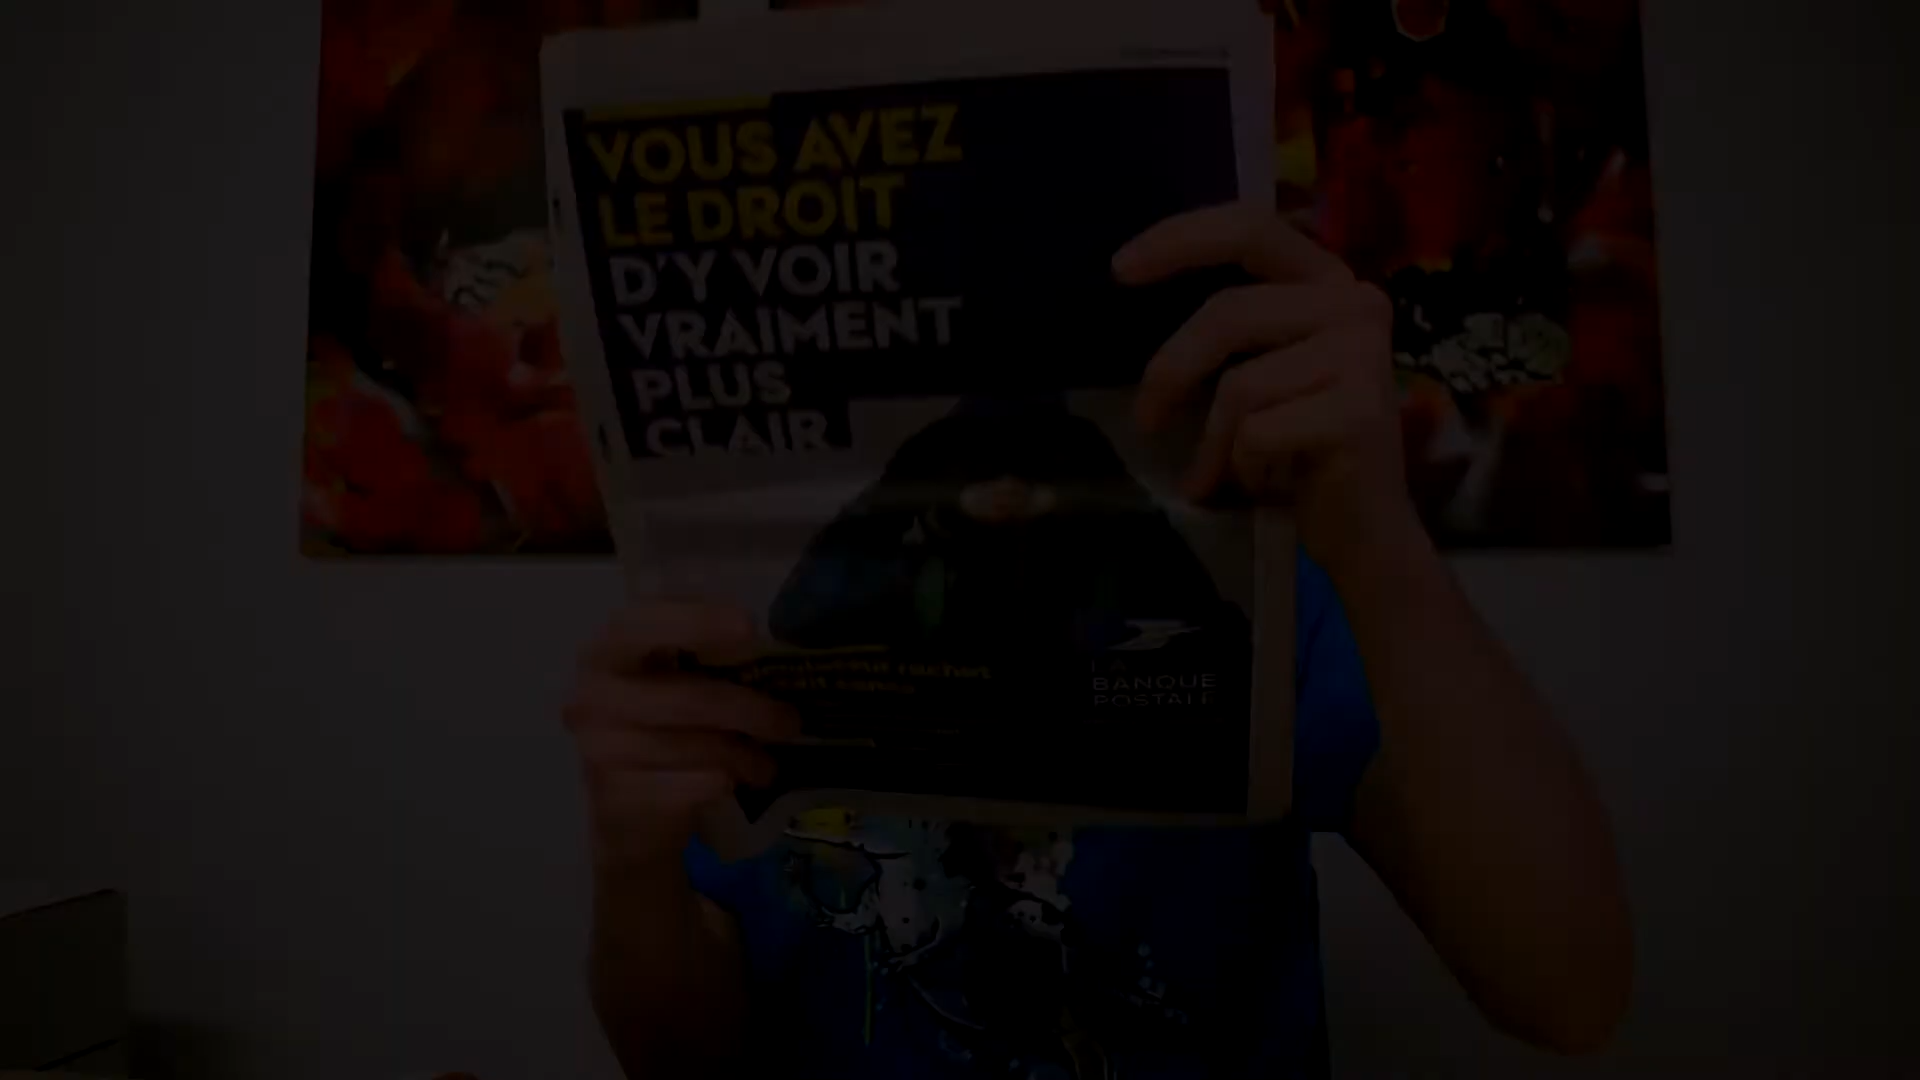 VOUS AVEZ
LE DROIT
D'Y VOIR
VRAIMENT
PLUS
CLAIR
LA
BANQUE
POSTALE